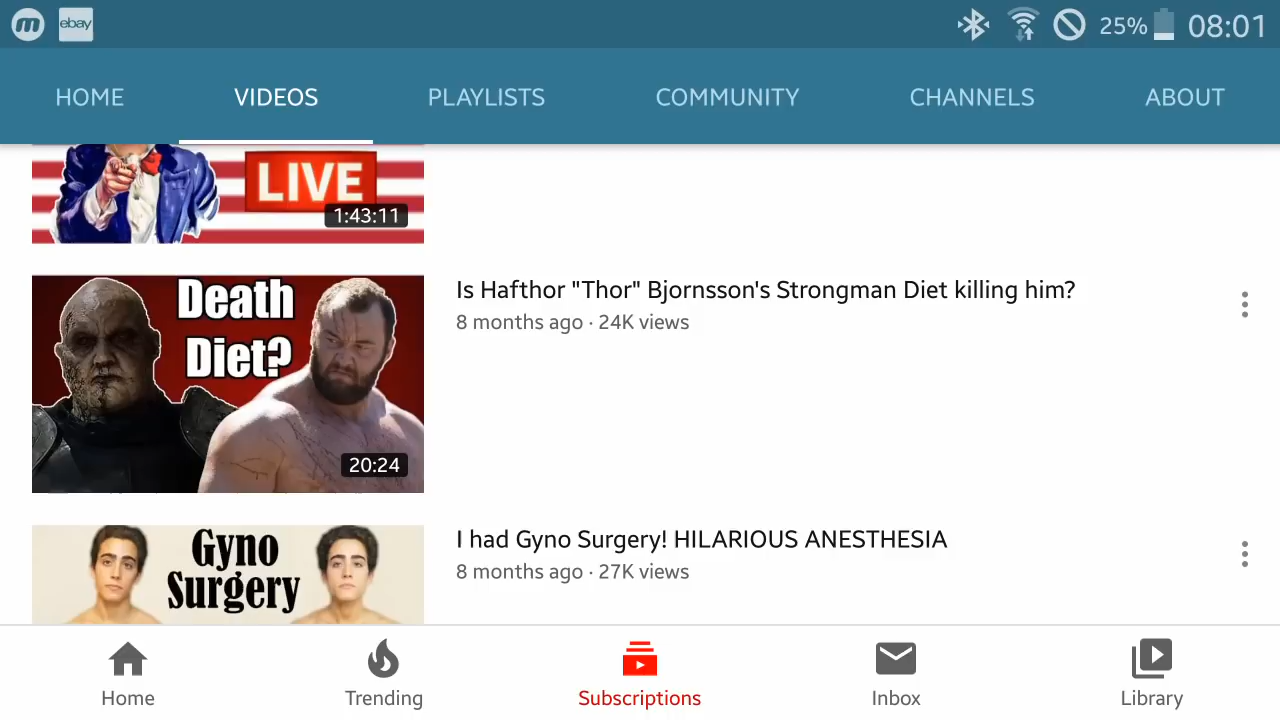 m ebay 25% 08:01
HOME VIDEOS PLAYLISTS COMMUNITY CHANNELS ABOUT
LIVE
1:43:11
Death
Diet?
20:24
Is Hafthor "Thor" Bjornsson's Strongman Diet killing him?
8 months ago · 24K views
Gyno
Surgery
I had Gyno Surgery! HILARIOUS ANESTHESIA
8 months ago · 27K views
Home Trending Subscriptions Inbox Library